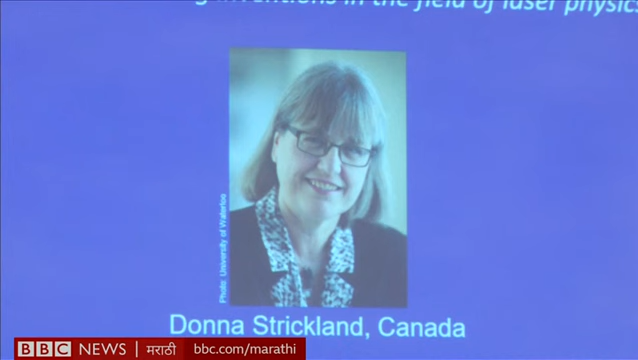 inventions in the field of laser physics
Photo: University of Waterloo
Donna Strickland, Canada
BBC NEWS | मराठी bbc.com/marathi